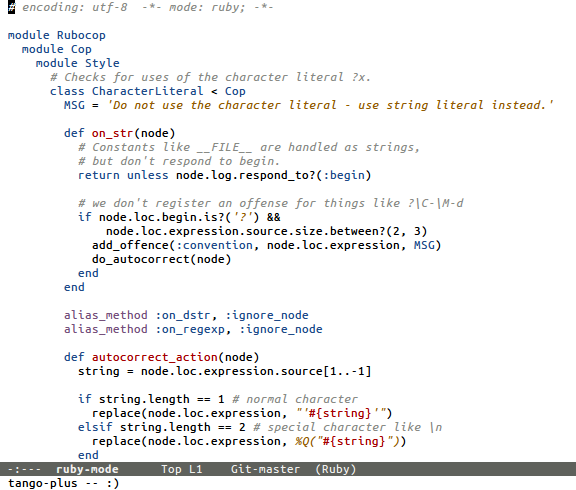 # encoding: utf-8  -*- mode: ruby; -*-

module Rubocop
  module Cop
    module Style
      # Checks for uses of the character literal ?x.
      class CharacterLiteral < Cop
        MSG = 'Do not use the character literal - use string literal instead.'

        def on_str(node)
          # Constants like __FILE__ are handled as strings,
          # but don't respond to begin.
          return unless node.log.respond_to?(:begin)

          # we don't register an offense for things like ?\C-\M-d
          if node.loc.begin.is?('?') &&
              node.loc.expression.source.size.between?(2, 3)
            add_offence(:convention, node.loc.expression, MSG)
            do_autocorrect(node)
          end
        end

        alias_method :on_dstr, :ignore_node
        alias_method :on_regexp, :ignore_node

        def autocorrect_action(node)
          string = node.loc.expression.source[1..-1]

          if string.length == 1 # normal character
            replace(node.loc.expression, "'#{string}'")
          elsif string.length == 2 # special character like \n
            replace(node.loc.expression, %Q("#{string}"))
          end
-:---  ruby-mode      Top L1    Git-master  (Ruby)
tango-plus -- :)